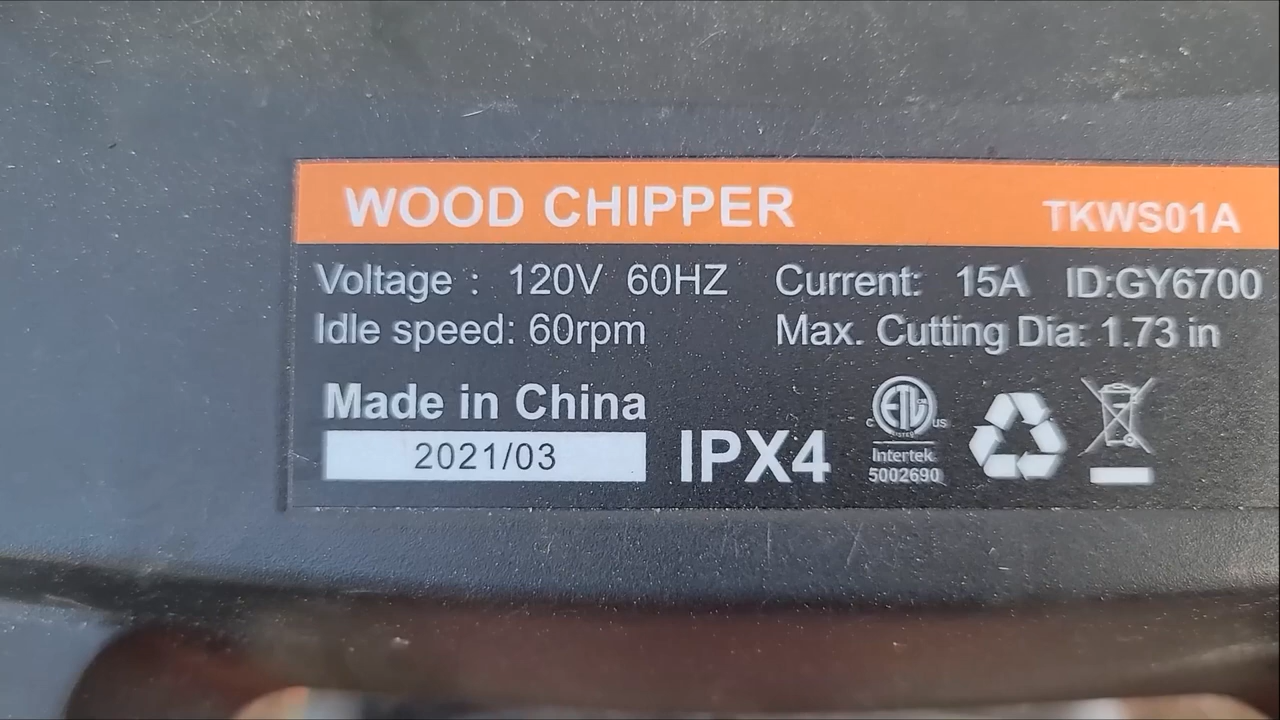 WOOD CHIPPER TKWS01A
Voltage : 120V 60HZ Current: 15A ID:GY6700
Idle speed: 60rpm Max. Cutting Dia: 1.73 in
Made in China
2021/03 IPX4
ETL
c us
Intertek
5002690